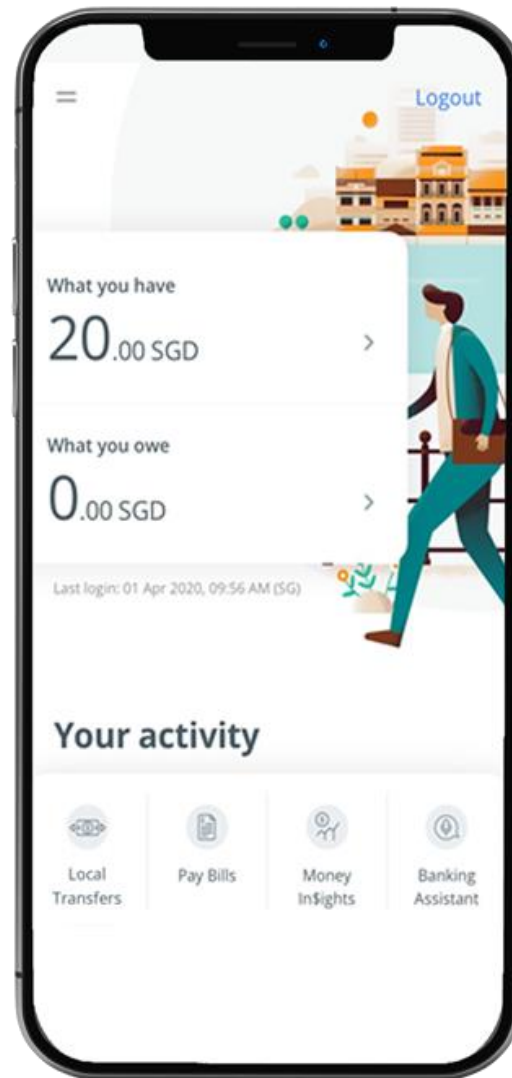 Logout
What you have
20.00 SGD
What you owe
0.00 SGD
Last login: 01 Apr 2020, 09:56 AM (SG)
Your activity
Local
Transfers
Pay Bills
Money
In$ights
Banking
Assistant